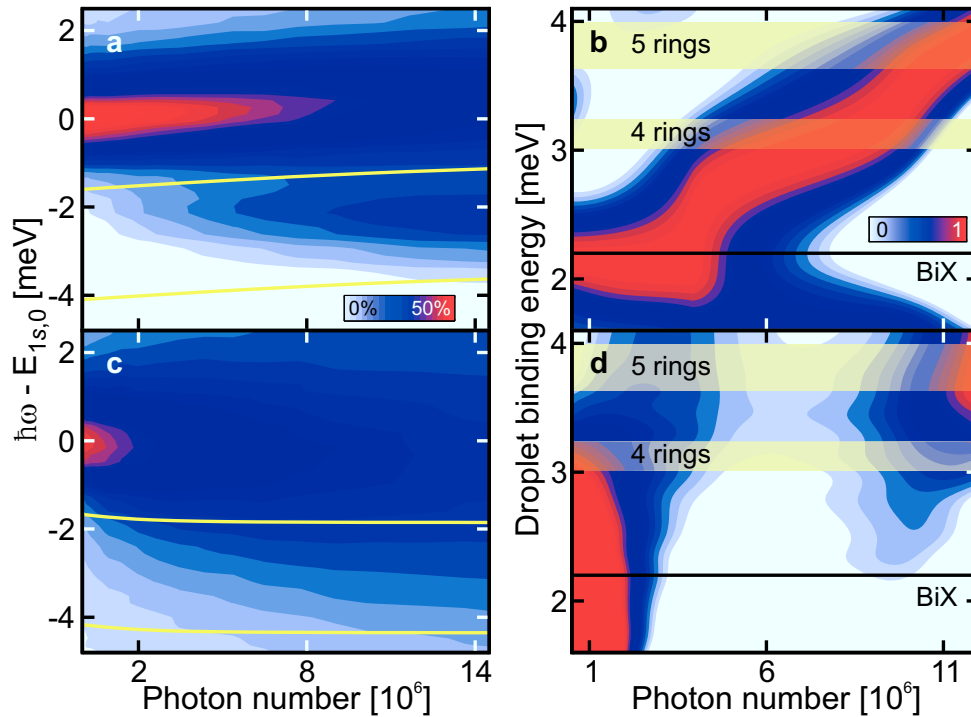 ħω - E1s,0 [meV]
a
2
0
-2
-4
0%
50%
c
2
0
-2
-4
2
8
14
Photon number [10⁶]
Droplet binding energy [meV]
b
4
3
2
5 rings
4 rings
0
1
BiX
d
4
3
2
5 rings
4 rings
BiX
1
6
11
Photon number [10⁶]